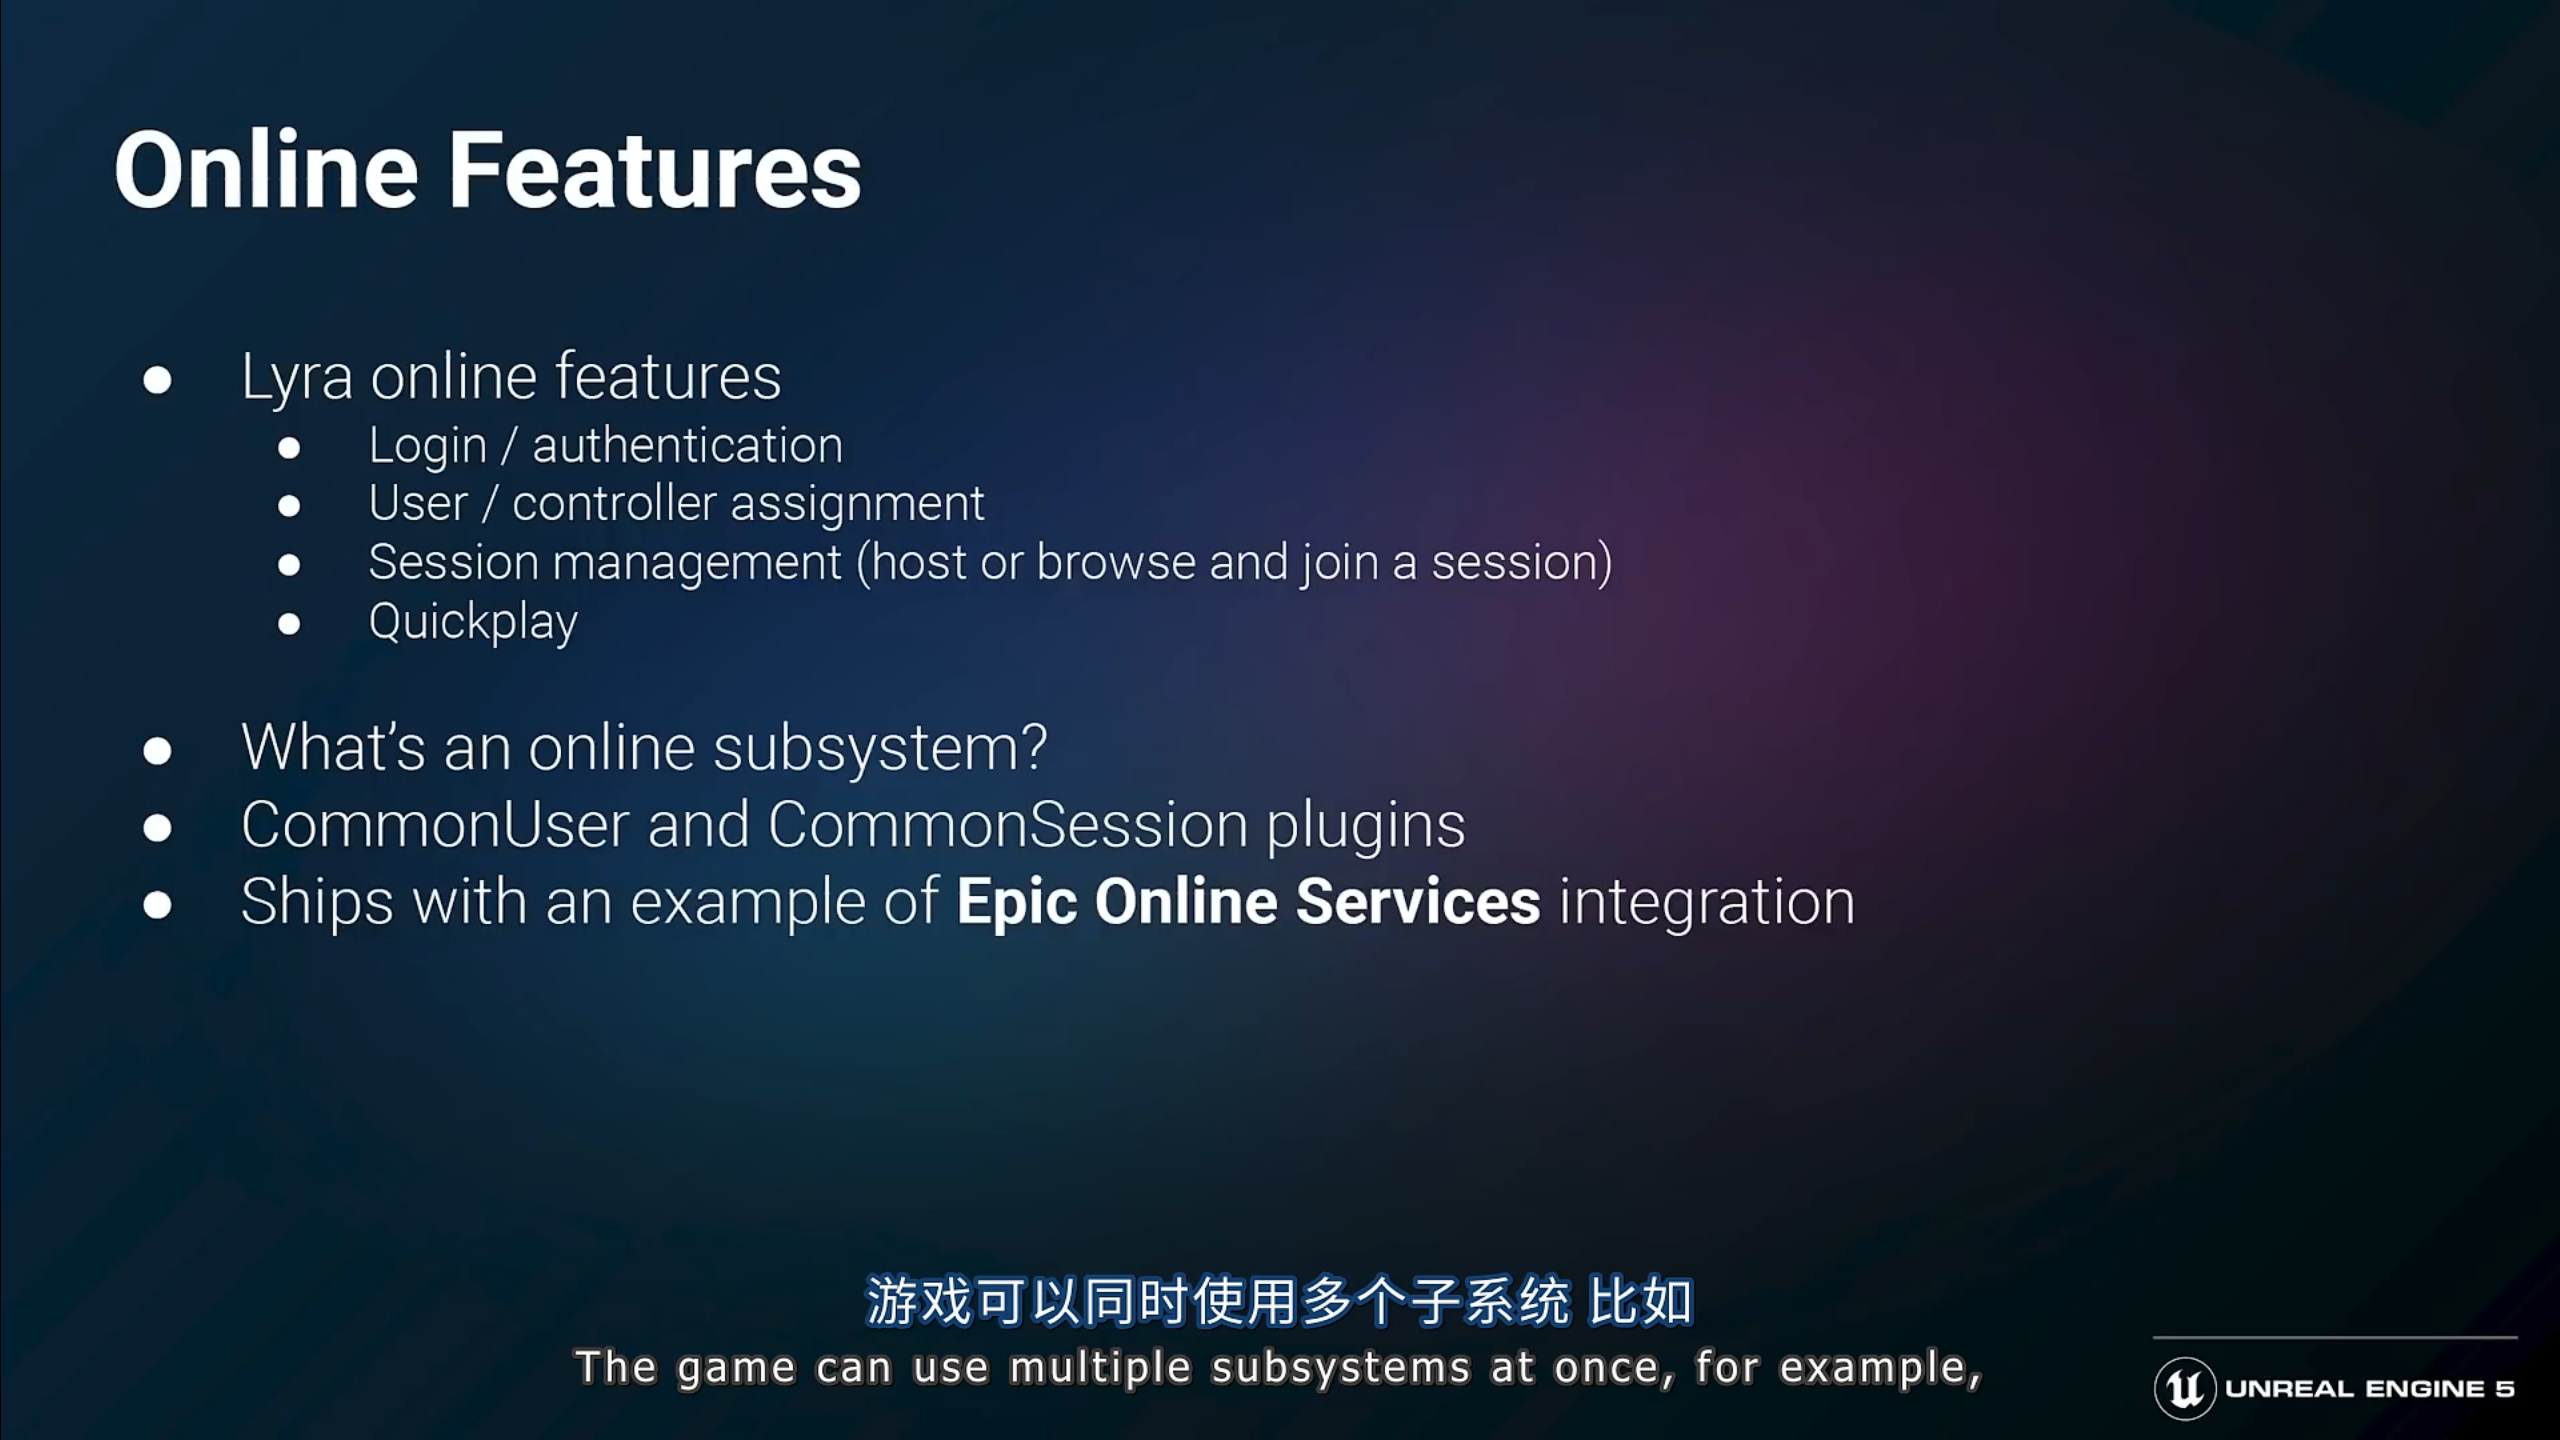 Online Features
● Lyra online features
● Login / authentication
● User / controller assignment
● Session management (host or browse and join a session)
● Quickplay
● What’s an online subsystem?
● CommonUser and CommonSession plugins
● Ships with an example of Epic Online Services integration
游戏可以同时使用多个子系统 比如
The game can use multiple subsystems at once, for example,
UNREAL ENGINE 5